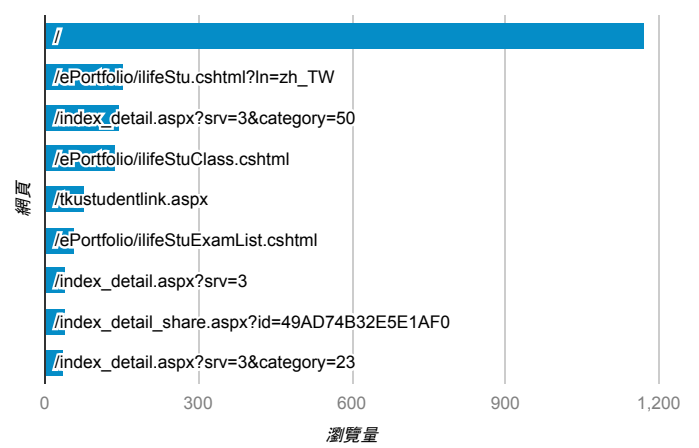 /
/ePortfolio/ilifeStu.cshtml?ln=zh_TW
/index_detail.aspx?srv=3&category=50
/ePortfolio/ilifeStuClass.cshtml
/tkustudentlink.aspx
/ePortfolio/ilifeStuExamList.cshtml
/index_detail.aspx?srv=3
/index_detail_share.aspx?id=49AD74B32E5E1AF0
/index_detail.aspx?srv=3&category=23
網頁
0 300 600 900 1,200
瀏覽量